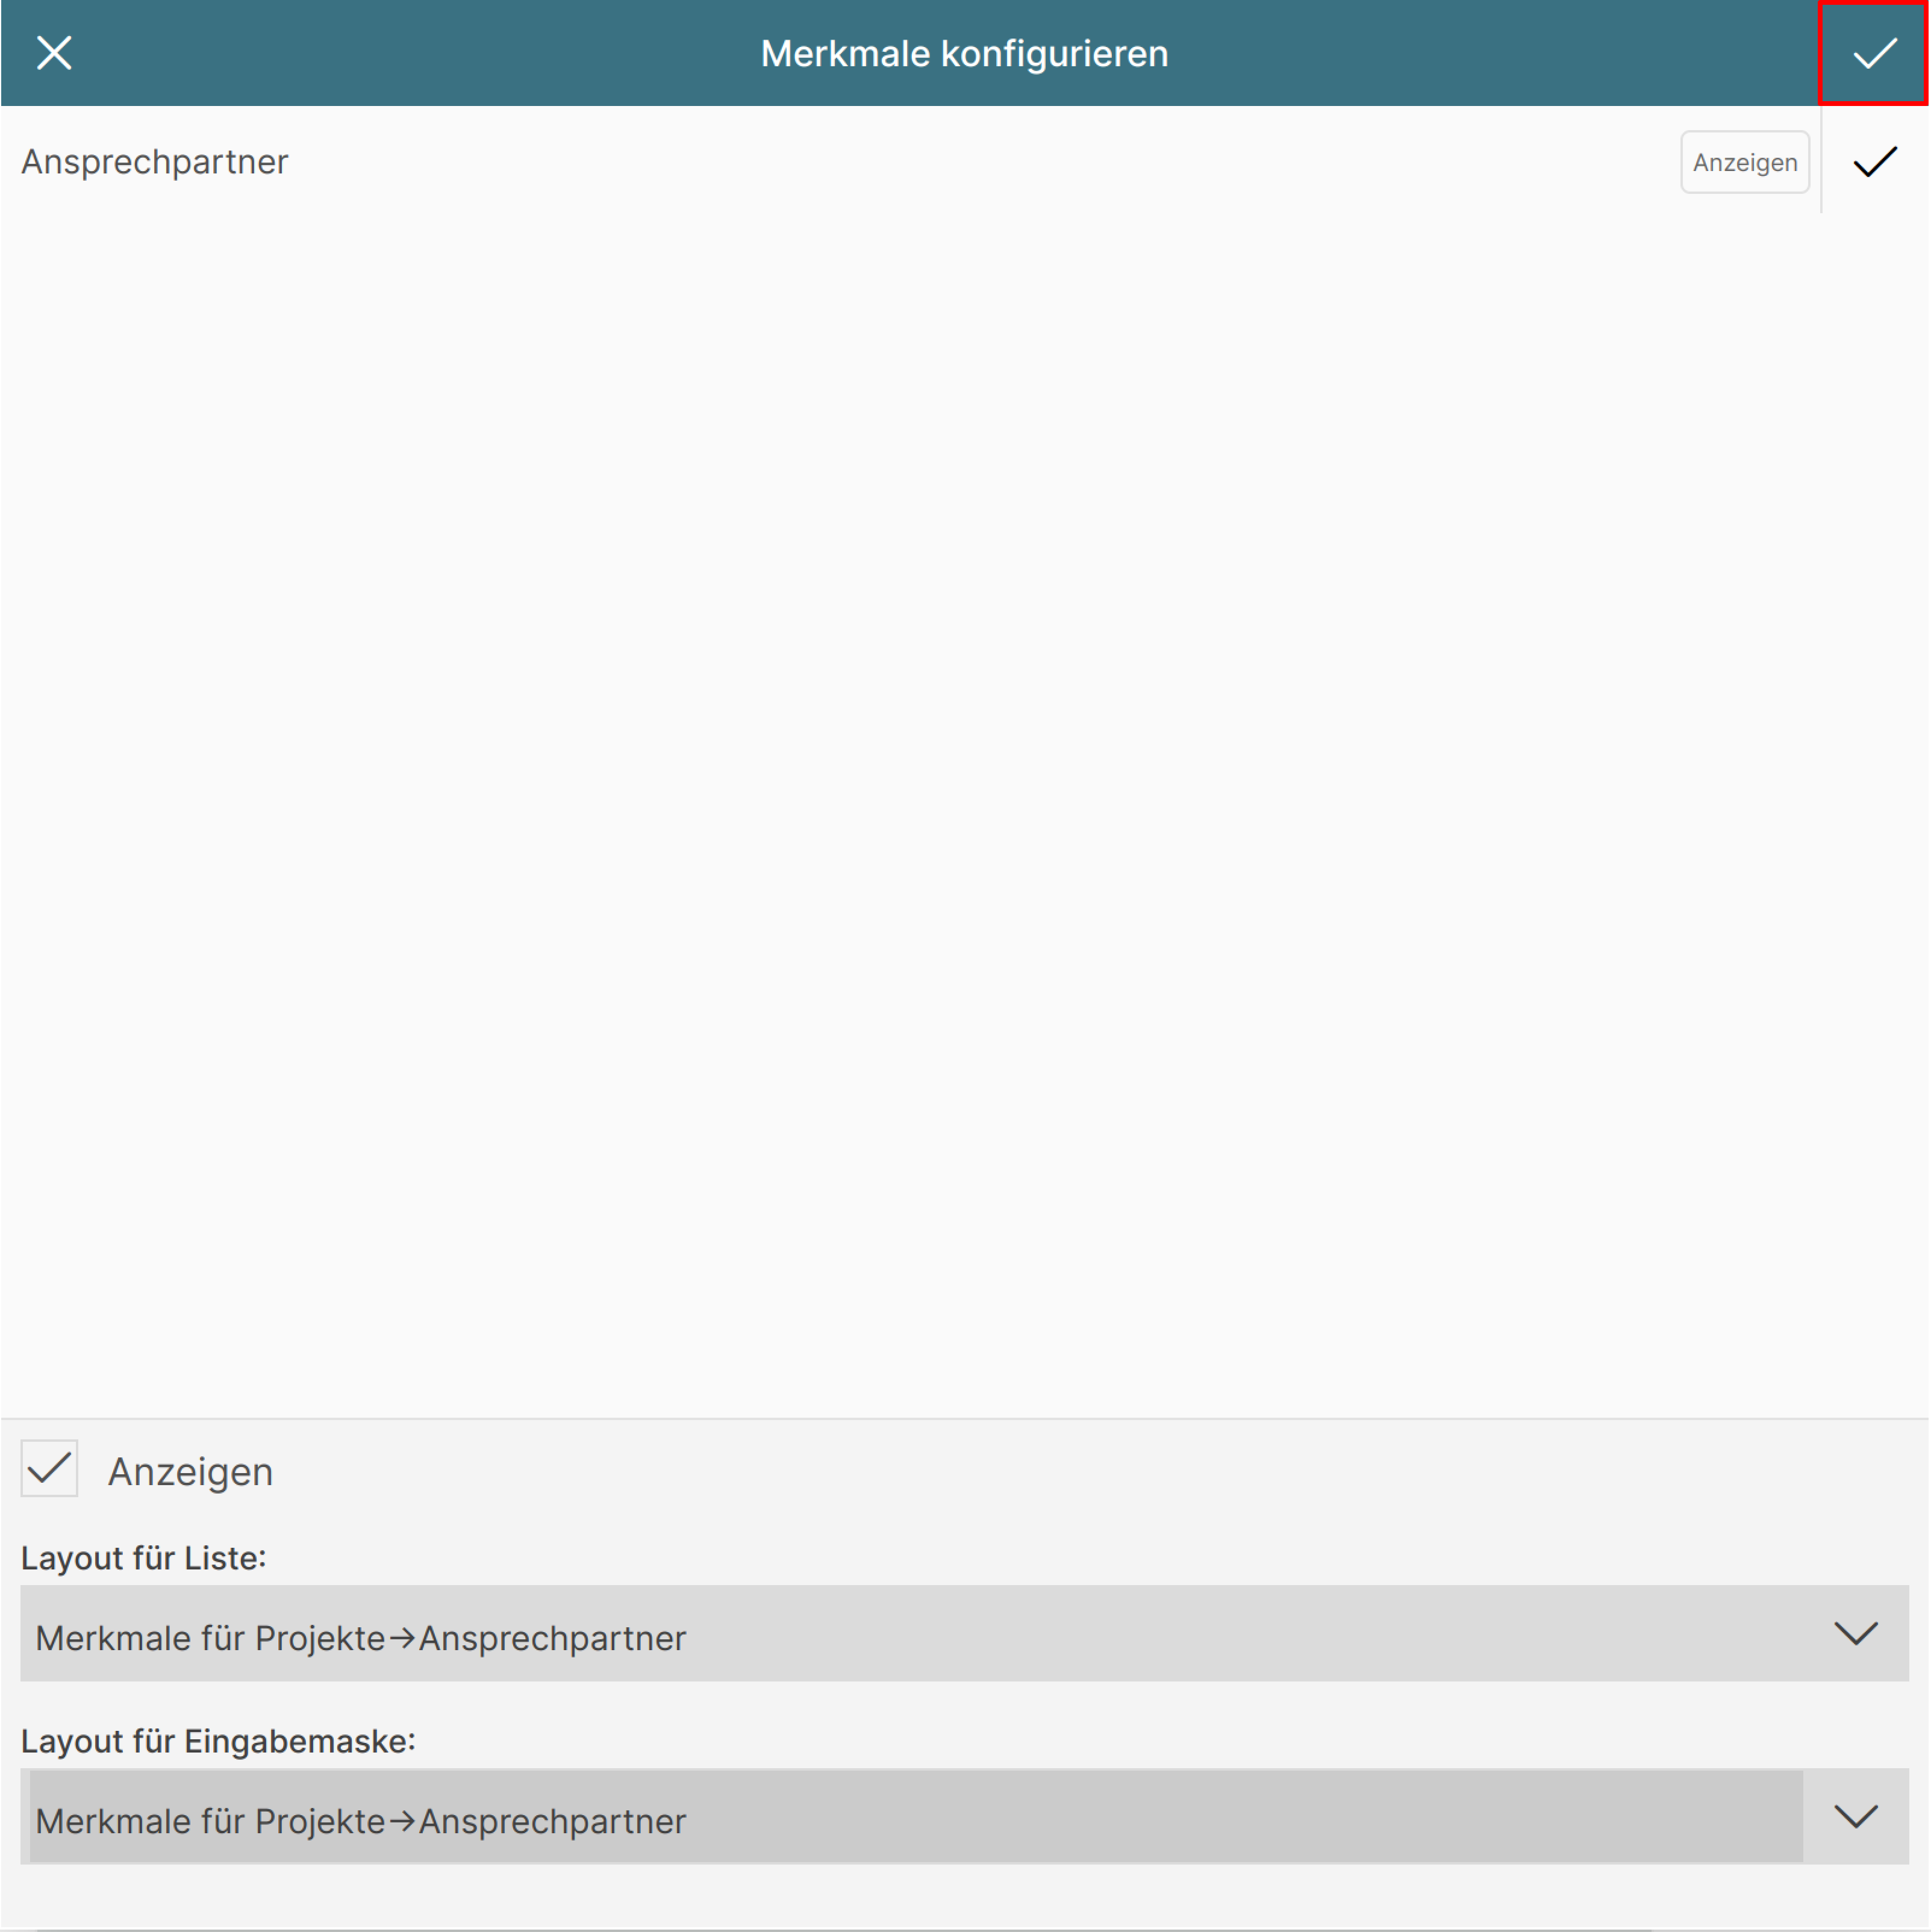 Merkmale konfigurieren
Ansprechpartner
Anzeigen
Anzeigen
Layout für Liste:
Merkmale für Projekte→Ansprechpartner
Layout für Eingabemaske:
Merkmale für Projekte→Ansprechpartner